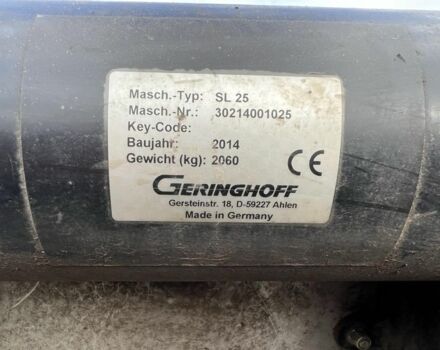 Masch.-Typ: SL 25
Masch.-Nr.: 30214001025
Key-Code:
Baujahr: 2014
Gewicht (kg): 2060
CE
GERINGHOFF
Gersteinstr. 18, D-59227 Ahlen
Made in Germany